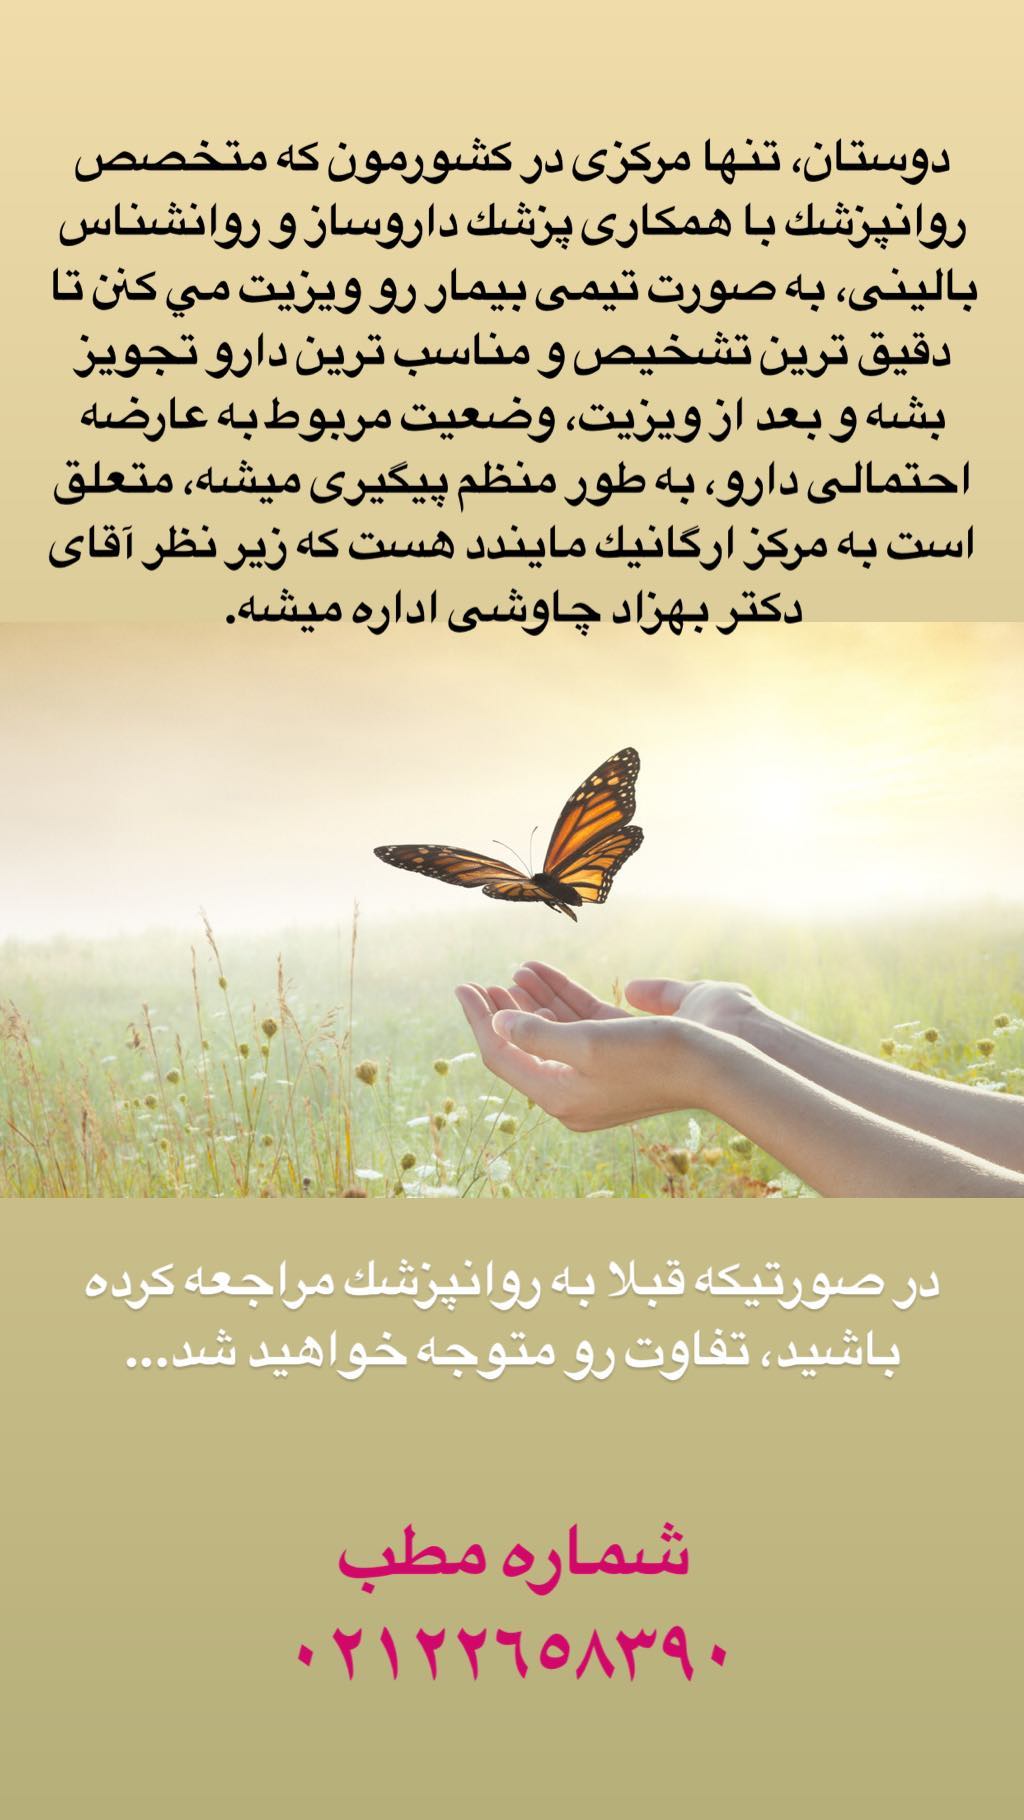 دوستان، تنها مرکزی در کشورمون که متخصص
روانپزشك با همکاری پزشك داروساز و روانشناس
بالینی، به صورت تیمی بیمار رو ویزیت مي کنن تا
دقیق ترین تشخیص و مناسب ترین دارو تجویز
بشه و بعد از ویزیت، وضعیت مربوط به عارضه
احتمالی دارو، به طور منظم پیگیری میشه، متعلق
است به مرکز ارگانیك مایندد هست که زیر نظر آقای
دکتر بهزاد چاوشی اداره میشه.
در صورتیکه قبلا به روانپزشك مراجعه کرده
باشید، تفاوت رو متوجه خواهید شد...
شماره مطب
٠٢١٢٢٦٥٨٣٩٠